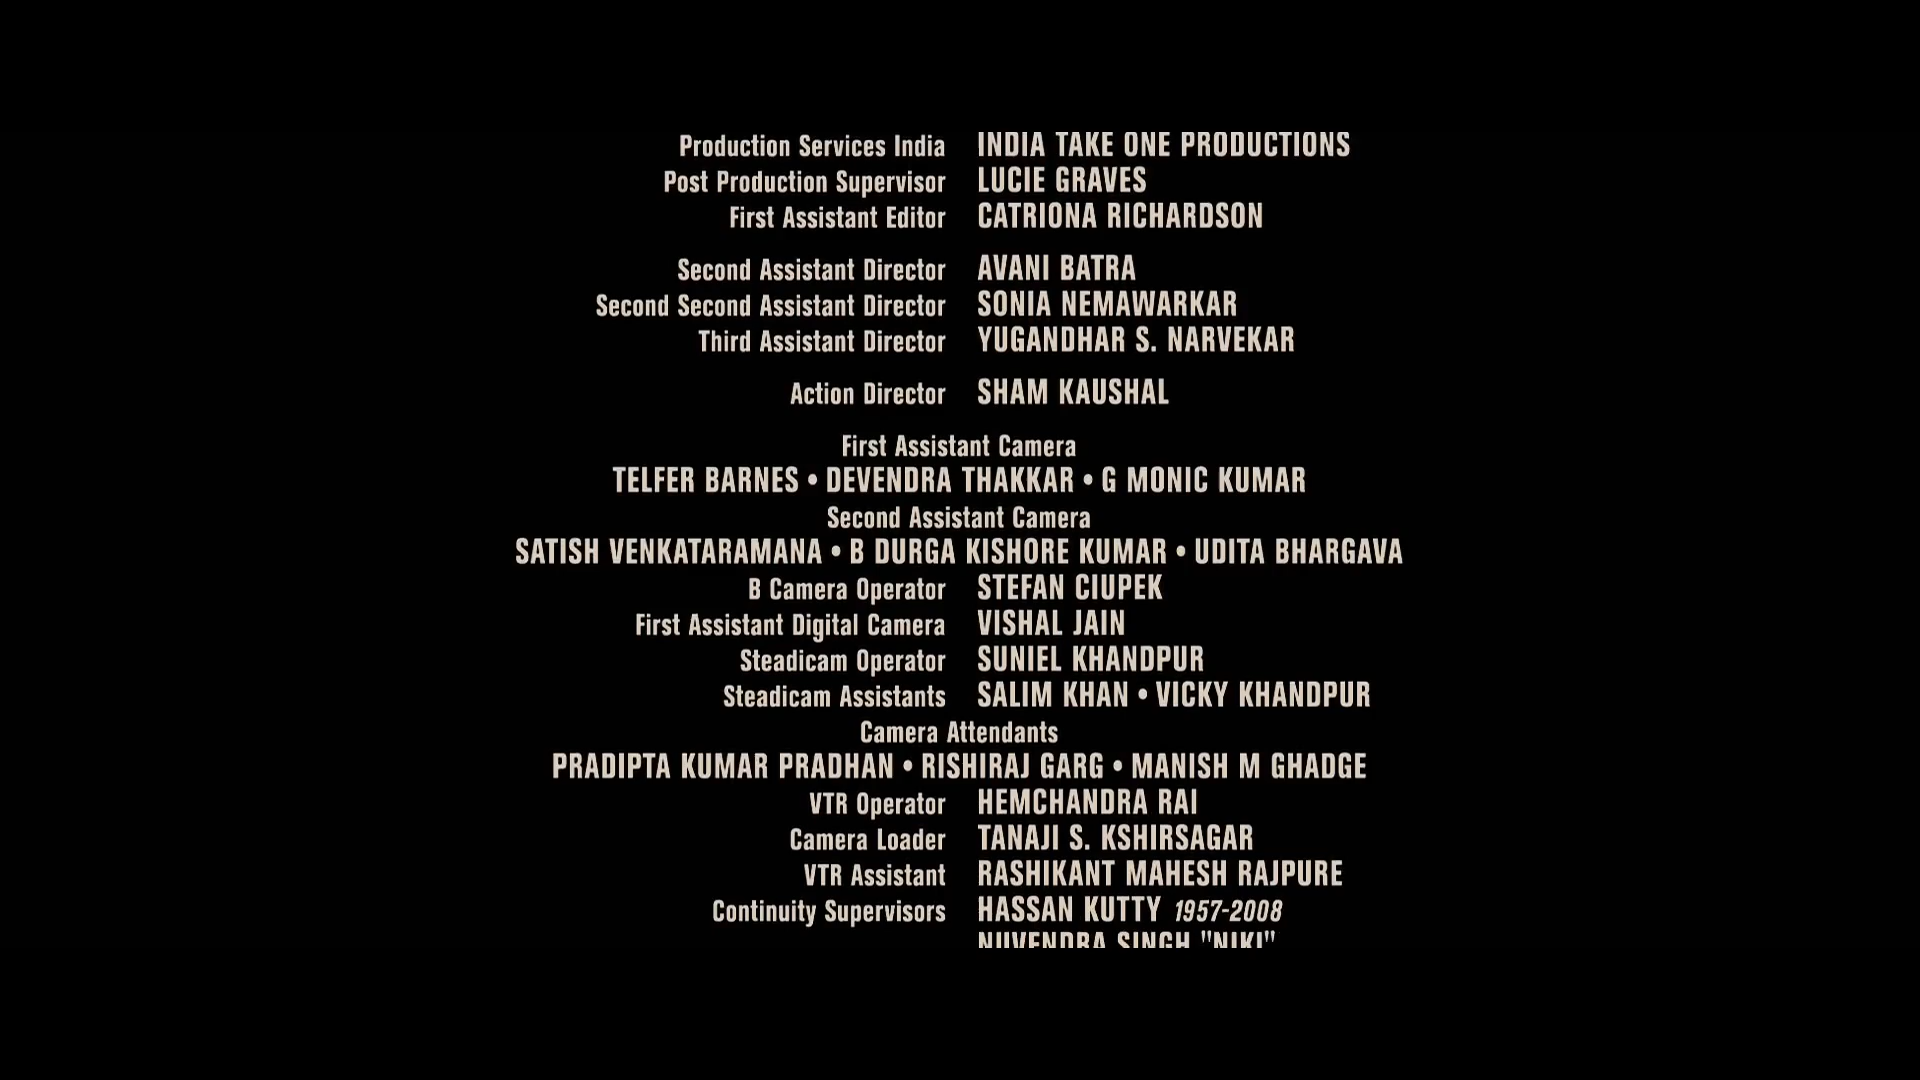 Production Services India INDIA TAKE ONE PRODUCTIONS
Post Production Supervisor LUCIE GRAVES
First Assistant Editor CATRIONA RICHARDSON
Second Assistant Director AVANI BATRA
Second Second Assistant Director SONIA NEMAWARKAR
Third Assistant Director YUGANDHAR S. NARVEKAR
Action Director SHAM KAUSHAL
First Assistant Camera
TELFER BARNES • DEVENDRA THAKKAR • G MONIC KUMAR
Second Assistant Camera
SATISH VENKATARAMANA • B DURGA KISHORE KUMAR • UDITA BHARGAVA
B Camera Operator STEFAN CIUPEK
First Assistant Digital Camera VISHAL JAIN
Steadicam Operator SUNIEL KHANDPUR
Steadicam Assistants SALIM KHAN • VICKY KHANDPUR
Camera Attendants
PRADIPTA KUMAR PRADHAN • RISHIRAJ GARG • MANISH M GHADGE
VTR Operator HEMCHANDRA RAI
Camera Loader TANAJI S. KSHIRSAGAR
VTR Assistant RASHIKANT MAHESH RAJPURE
Continuity Supervisors HASSAN KUTTY 1957-2008
SINGH "NIKI"